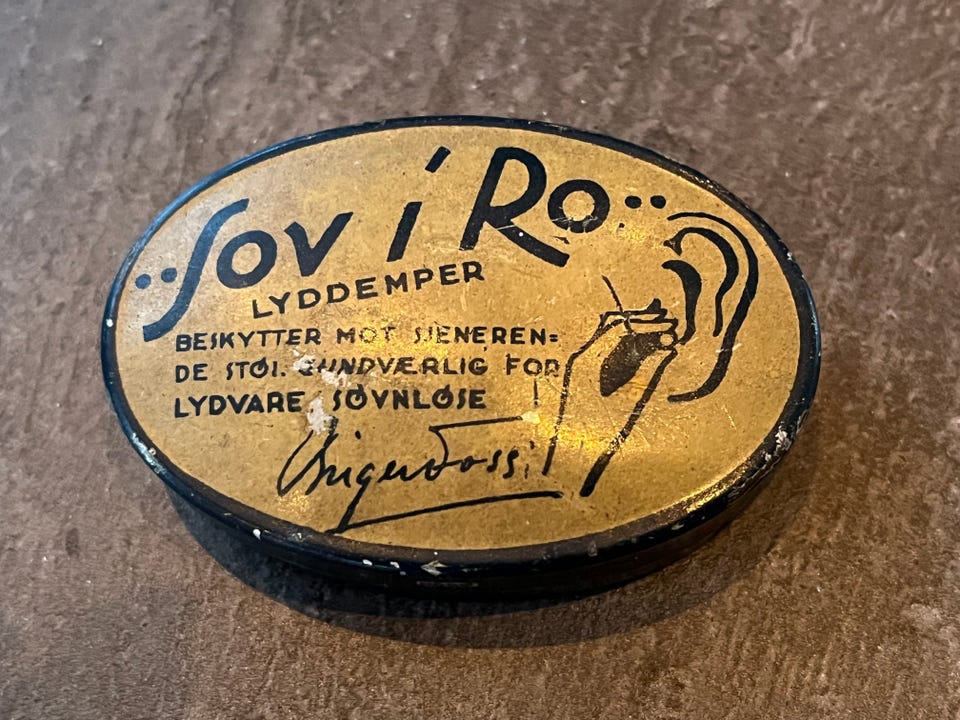 "Sov i Ro"
LYDDEMPER
BESKYTTER MOT SJENEREN=
DE STØI. UUNDVÆRLIG FOR
LYDVARE SØVNLØSE